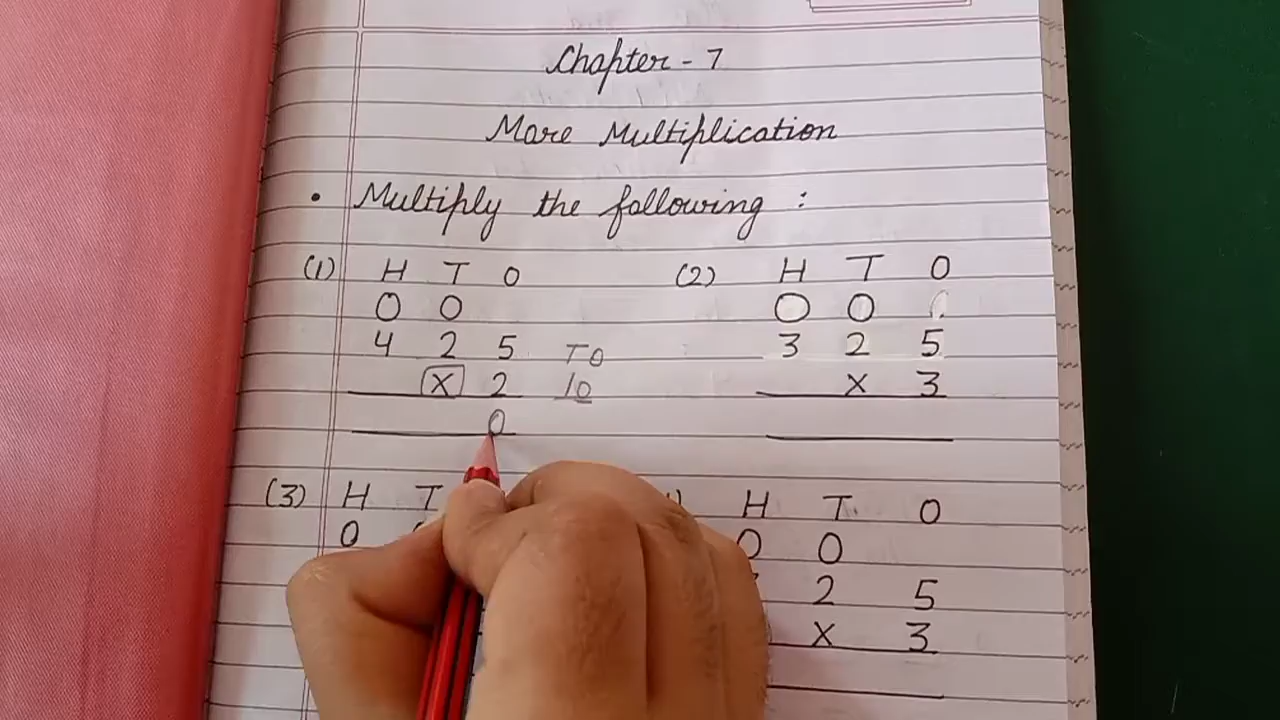 Chapter - 7
More Multiplication
• Multiply the following :
(1) H T O (2) H T O
0 0 0 0
4 2 5 T O 3 2 5
x 2 10 x 3
0
(3) H T H T O
0 0 0
2 5
x 3